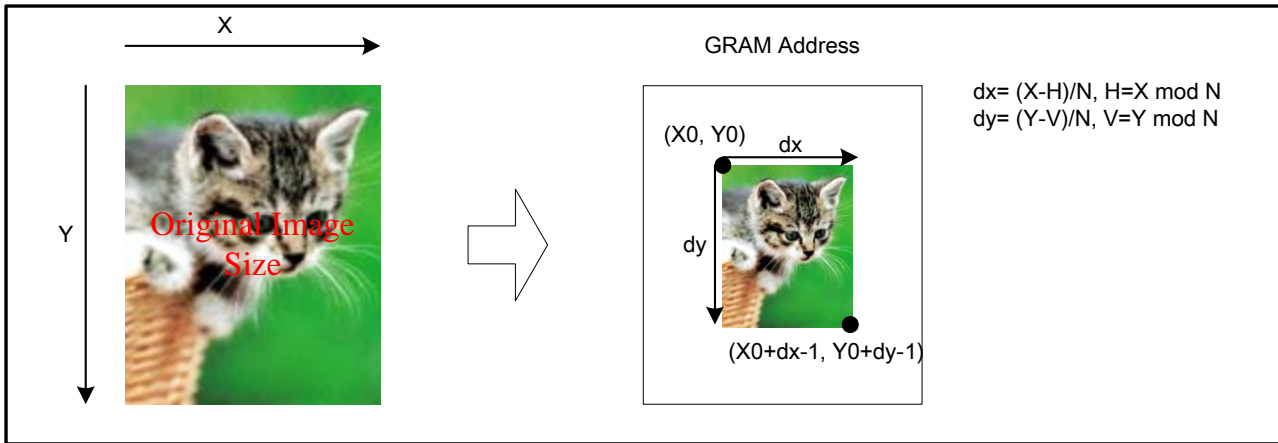 X
Y
Original Image
Size
GRAM Address
(X0, Y0)
dx
dy
(X0+dx-1, Y0+dy-1)
dx= (X-H)/N, H=X mod N
dy= (Y-V)/N, V=Y mod N